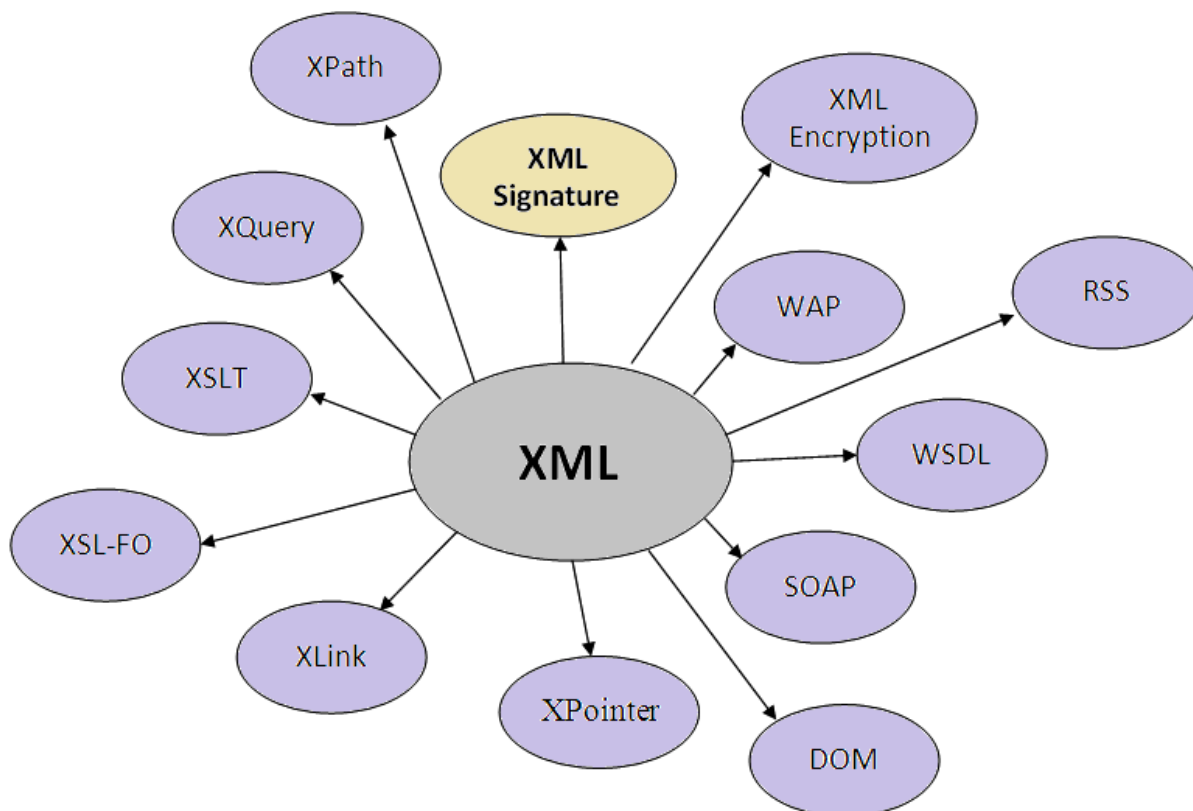 XPath
XML
Encryption
XML
Signature
XQuery
WAP
RSS
XSLT
XML
WSDL
XSL-FO
SOAP
XLink
XPointer
DOM